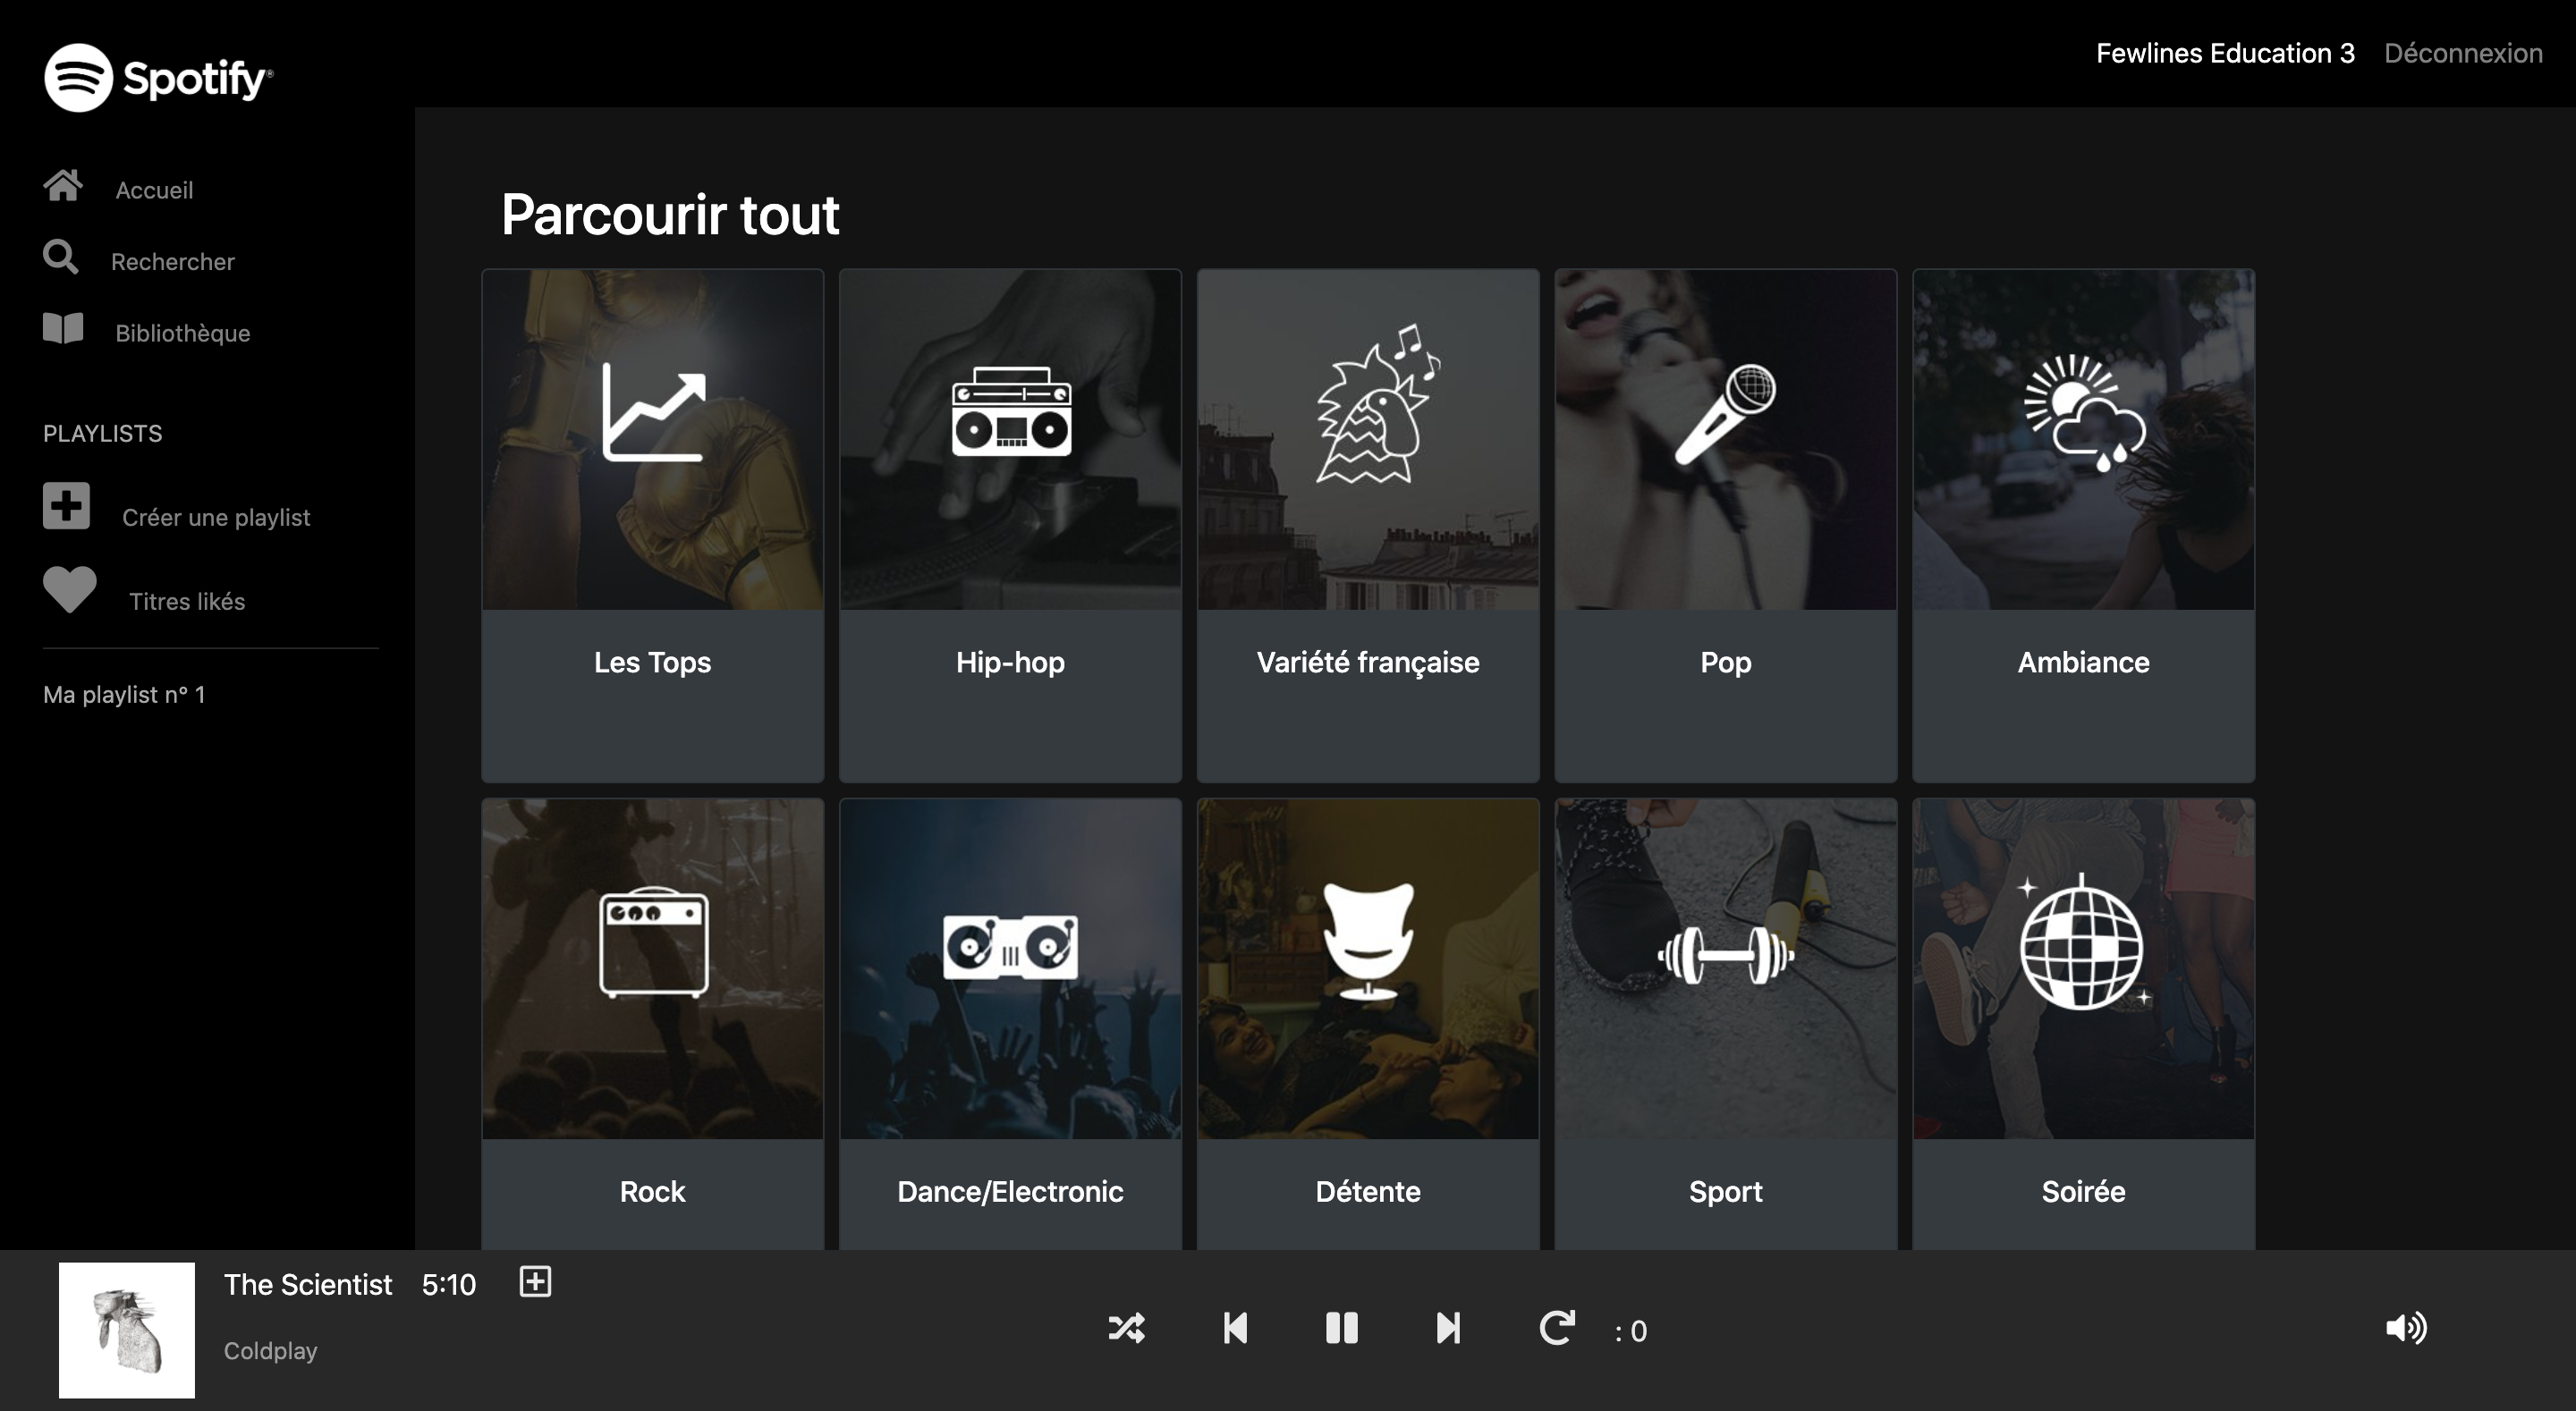 Spotify®
Fewlines Education 3 Déconnexion
Accueil
Rechercher
Bibliothèque
PLAYLISTS
Créer une playlist
Titres likés
Ma playlist n° 1
Parcourir tout
Les Tops
Hip-hop
Variété française
Pop
Ambiance
Rock
Dance/Electronic
Détente
Sport
Soirée
The Scientist 5:10
Coldplay
: 0